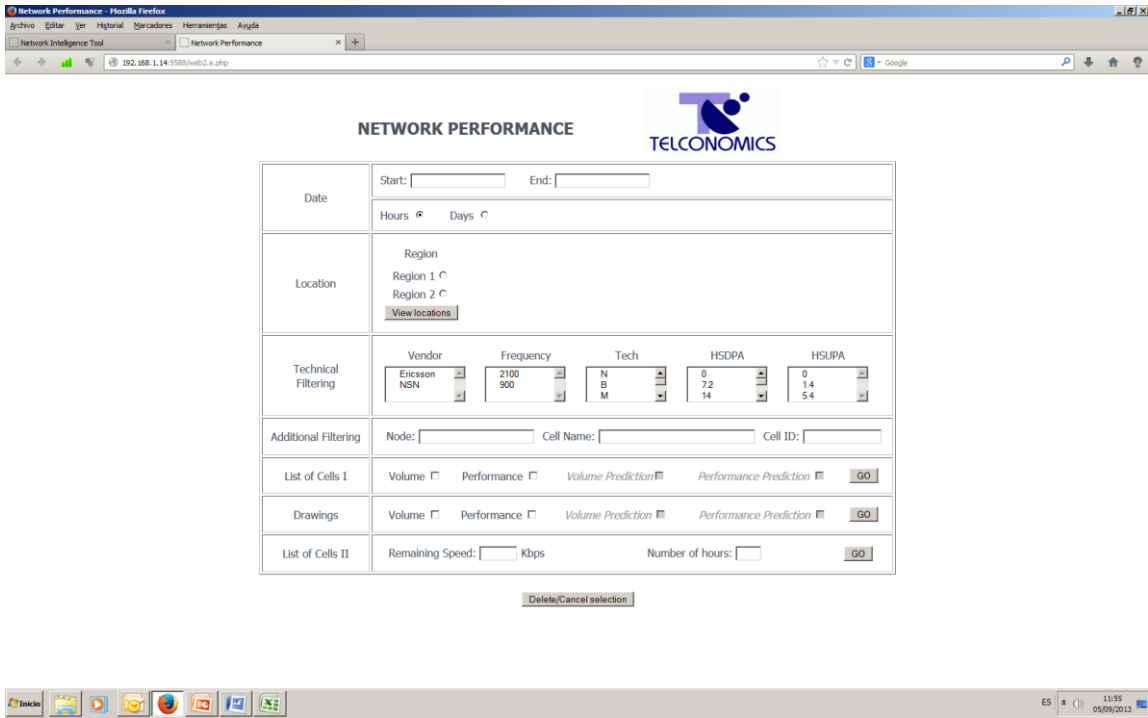 Network Performance - Mozilla Firefox
Archivo Editar Ver Historial Marcadores Herramientas Ayuda
Network Intelligence Tool Network Performance
192.168.1.14:5588/web2.e.php Google
NETWORK PERFORMANCE
TELCONOMICS
Date
Start: End:
Hours Days
Location
Region
Region 1
Region 2
View locations
Technical
Filtering
Vendor Frequency Tech HSDPA HSUPA
Ericsson 2100 N 0 0
NSN 900 B 7.2 1.4
M 14 5.4
Additional Filtering Node: Cell Name: Cell ID:
List of Cells I Volume Performance Volume Prediction Performance Prediction GO
Drawings Volume Performance Volume Prediction Performance Prediction GO
List of Cells II Remaining Speed: Kbps Number of hours: GO
Delete/Cancel selection
Inicio ES 11:55
05/09/2013